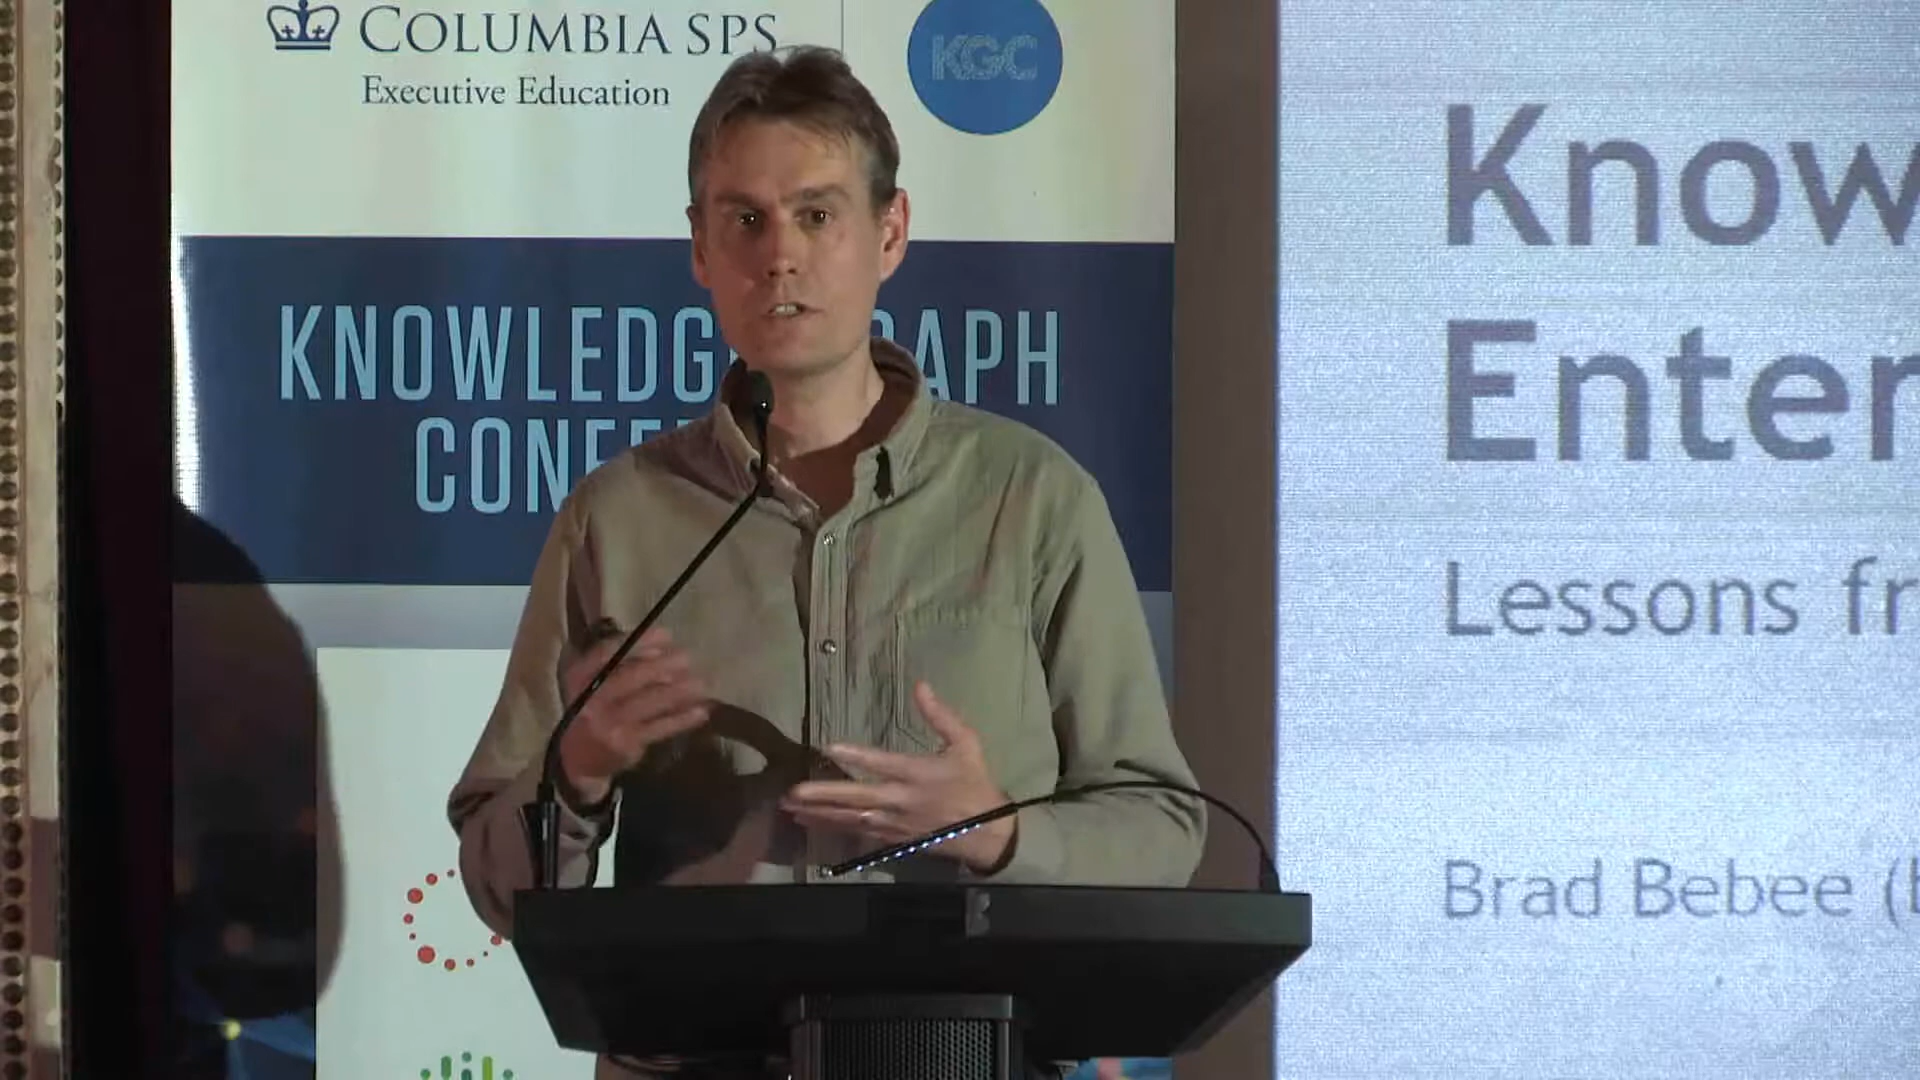 COLUMBIA SPS
Executive Education
KGC
KNOWLEDG APH
CONF
Know
Enter
Lessons fr
Brad Bebee (